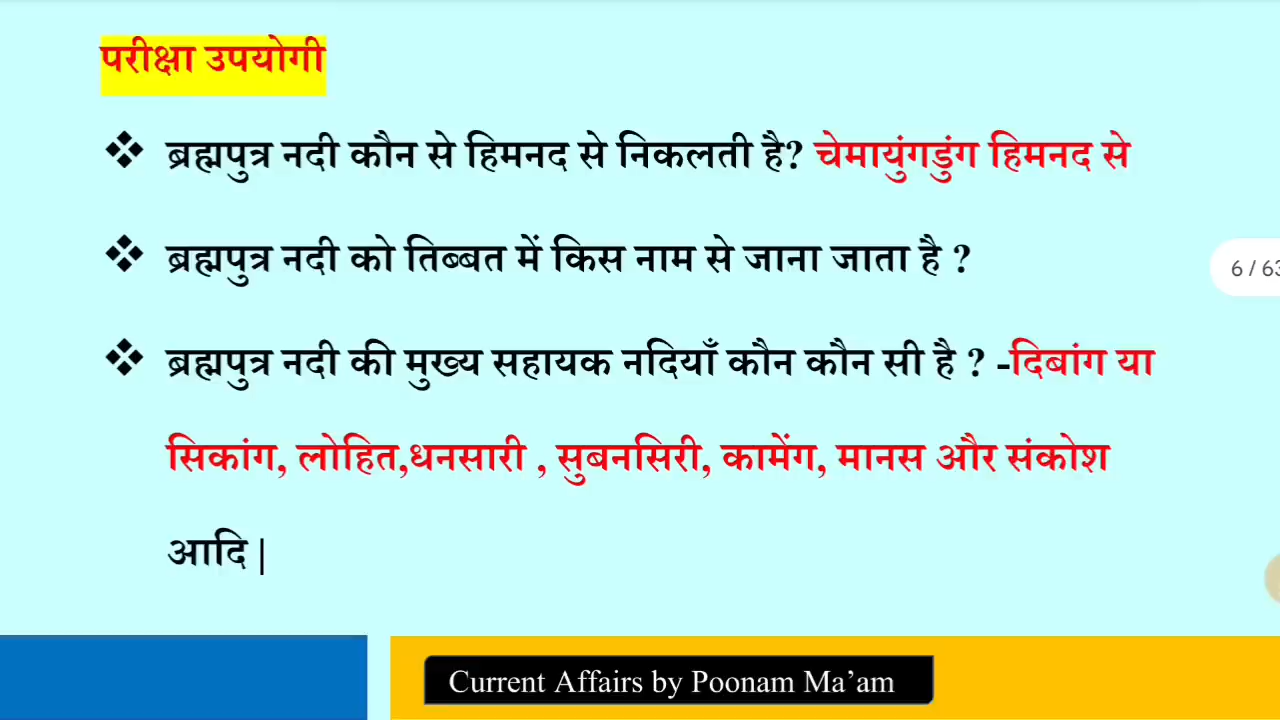 परीक्षा उपयोगी
❖ ब्रह्मपुत्र नदी कौन से हिमनद से निकलती है? चेमायुंगडुंग हिमनद से
❖ ब्रह्मपुत्र नदी को तिब्बत में किस नाम से जाना जाता है ?
6 / 63
❖ ब्रह्मपुत्र नदी की मुख्य सहायक नदियाँ कौन कौन सी है ? -दिबांग या
सिकांग, लोहित,धनसारी , सुबनसिरी, कामेंग, मानस और संकोश
आदि |
Current Affairs by Poonam Ma’am